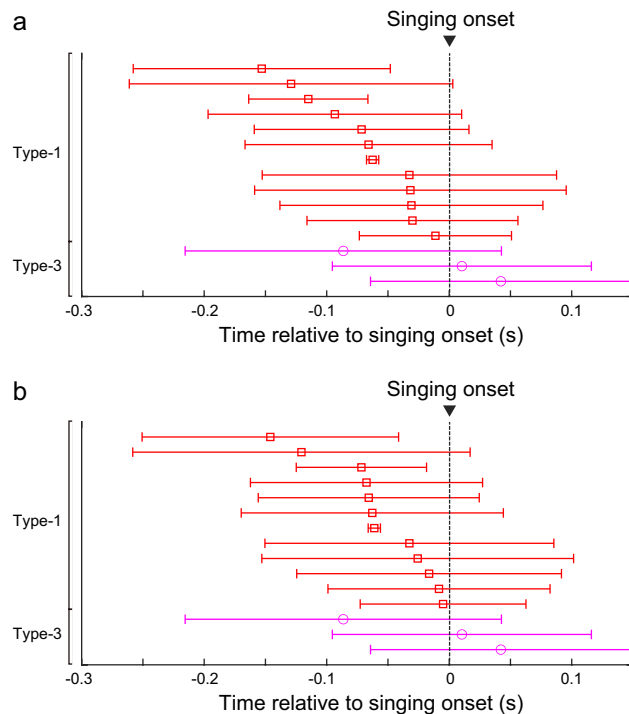 a
Singing onset
Type-1
Type-3
-0.3 -0.2 -0.1 0 0.1
Time relative to singing onset (s)
b
Singing onset
Type-1
Type-3
-0.3 -0.2 -0.1 0 0.1
Time relative to singing onset (s)